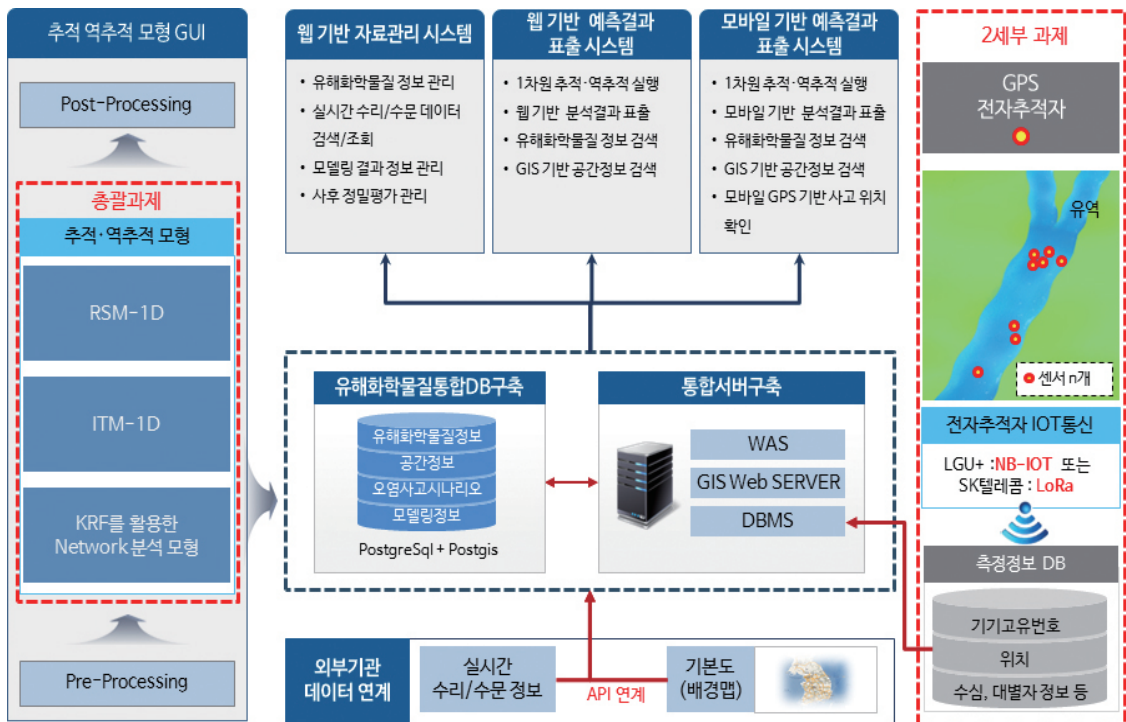 추적 역추적 모형 GUI
Post-Processing
총괄과제
추적·역추적 모형
RSM-1D
ITM-1D
KRF를 활용한
Network 분석 모형
Pre-Processing
웹 기반 자료관리 시스템
• 유해화학물질 정보 관리
• 실시간 수리/수문 데이터
검색/조회
• 모델링 결과 정보 관리
• 사후 정밀평가 관리
웹 기반 예측결과
표출 시스템
• 1차원 추적·역추적 실행
• 웹 기반 분석결과 표출
• 유해화학물질 정보 검색
• GIS 기반 공간정보 검색
모바일 기반 예측결과
표출 시스템
• 1차원 추적·역추적 실행
• 모바일 기반 분석결과 표출
• 유해화학물질 정보 검색
• GIS 기반 공간정보 검색
• 모바일 GPS 기반 사고 위치
확인
유해화학물질통합DB구축
유해화학물질정보
공간정보
오염사고시나리오
모델링정보
PostgreSql + Postgis
통합서버구축
WAS
GIS Web SERVER
DBMS
외부기관
데이터 연계
실시간
수리/수문 정보
API 연계
기본도
(배경맵)
2세부 과제
GPS
전자추적자
유역
센서 n개
전자추적자 IOT통신
LGU+ :NB-IOT 또는
SK텔레콤 : LoRa
측정정보 DB
기기고유번호
위치
수심, 대별자 정보 등